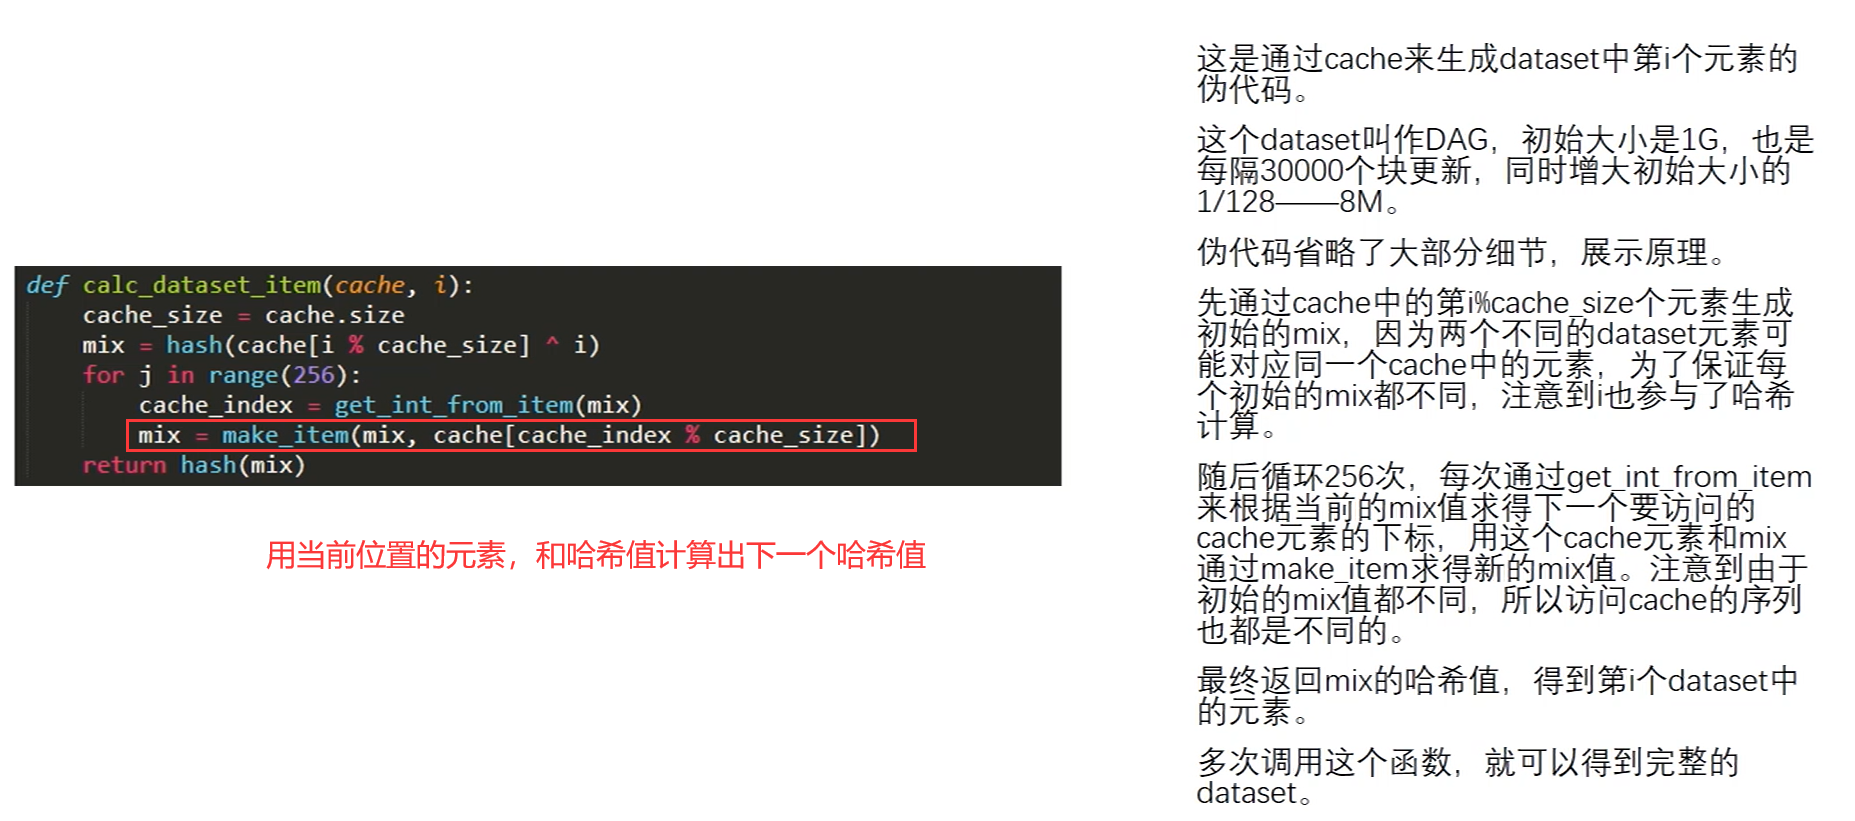 def calc_dataset_item(cache, i):
cache_size = cache.size
mix = hash(cache[i % cache_size] ^ i)
for j in range(256):
cache_index = get_int_from_item(mix)
mix = make_item(mix, cache[cache_index % cache_size])
return hash(mix)
用当前位置的元素，和哈希值计算出下一个哈希值
这是通过cache来生成dataset中第i个元素的
伪代码。
这个dataset叫作DAG，初始大小是1G，也是
每隔30000个块更新，同时增大初始大小的
1/128——8M。
伪代码省略了大部分细节，展示原理。
先通过cache中的第i%cache_size个元素生成
初始的mix，因为两个不同的dataset元素可
能对应同一个cache中的元素，为了保证每
个初始的mix都不同，注意到i也参与了哈希
计算。
随后循环256次，每次通过get_int_from_item
来根据当前的mix值求得下一个要访问的
cache元素的下标，用这个cache元素和mix
通过make_item求得新的mix值。注意到由于
初始的mix值都不同，所以访问cache的序列
也都是不同的。
最终返回mix的哈希值，得到第i个dataset中
的元素。
多次调用这个函数，就可以得到完整的
dataset。